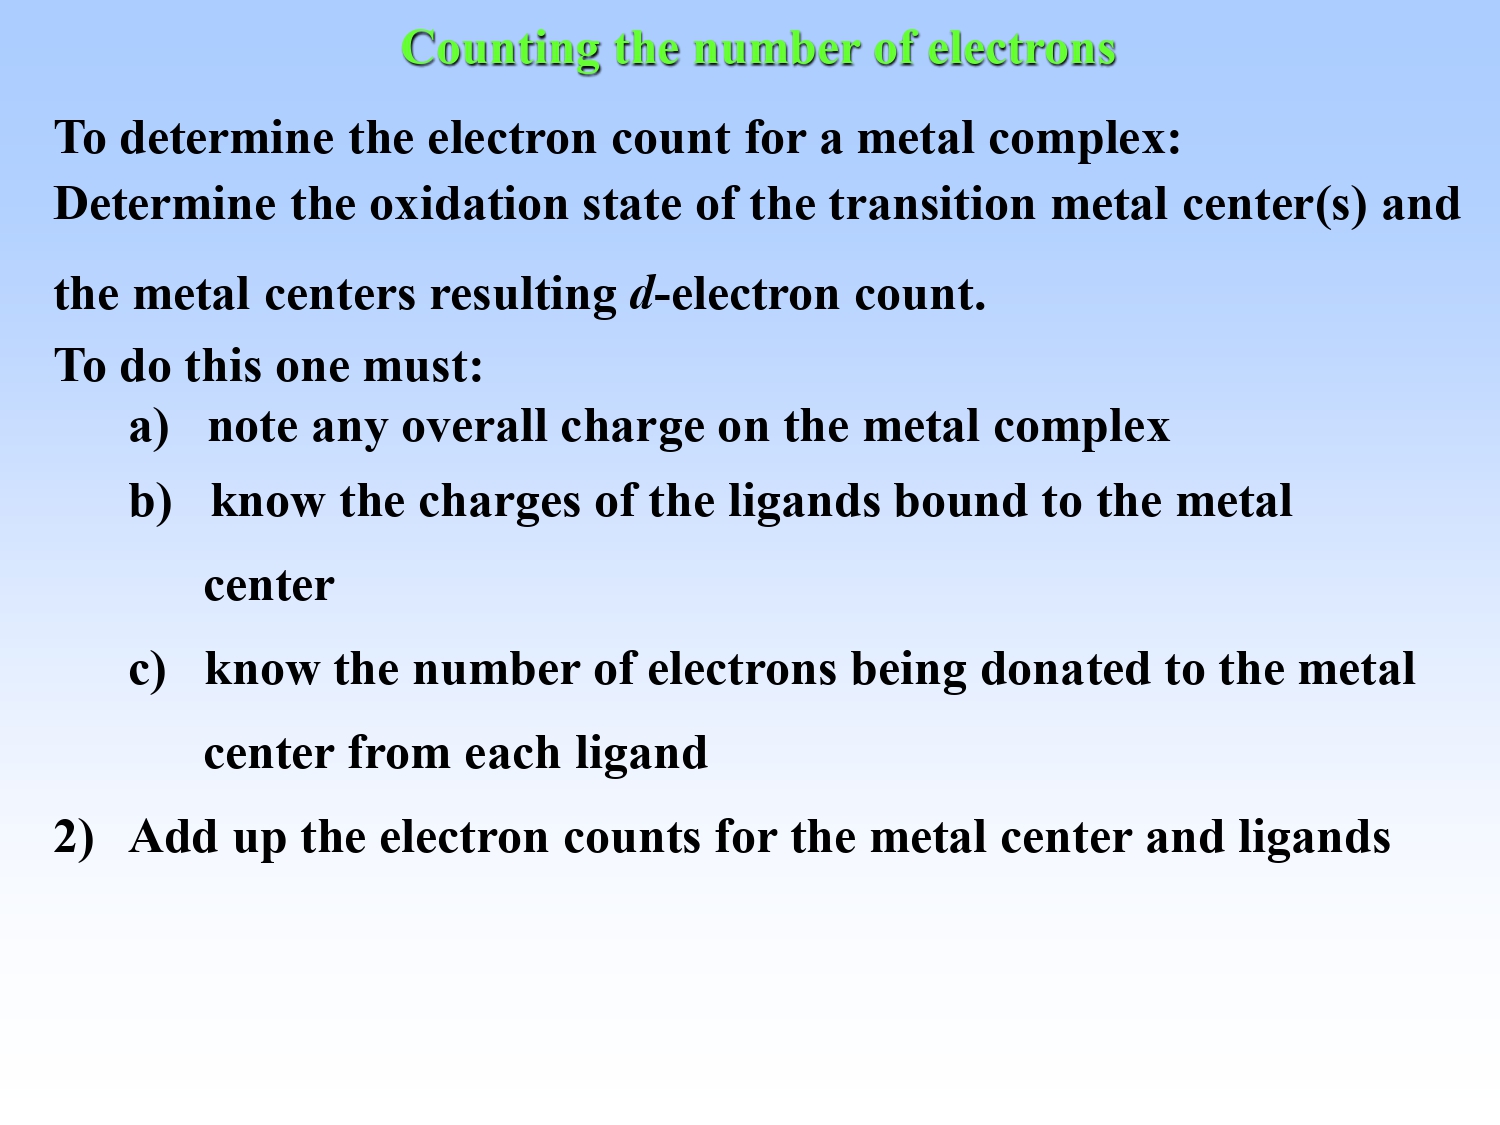 Counting the number of electrons
To determine the electron count for a metal complex:
Determine the oxidation state of the transition metal center(s) and
the metal centers resulting d-electron count.
To do this one must:
a) note any overall charge on the metal complex
b) know the charges of the ligands bound to the metal
center
c) know the number of electrons being donated to the metal
center from each ligand
2) Add up the electron counts for the metal center and ligands